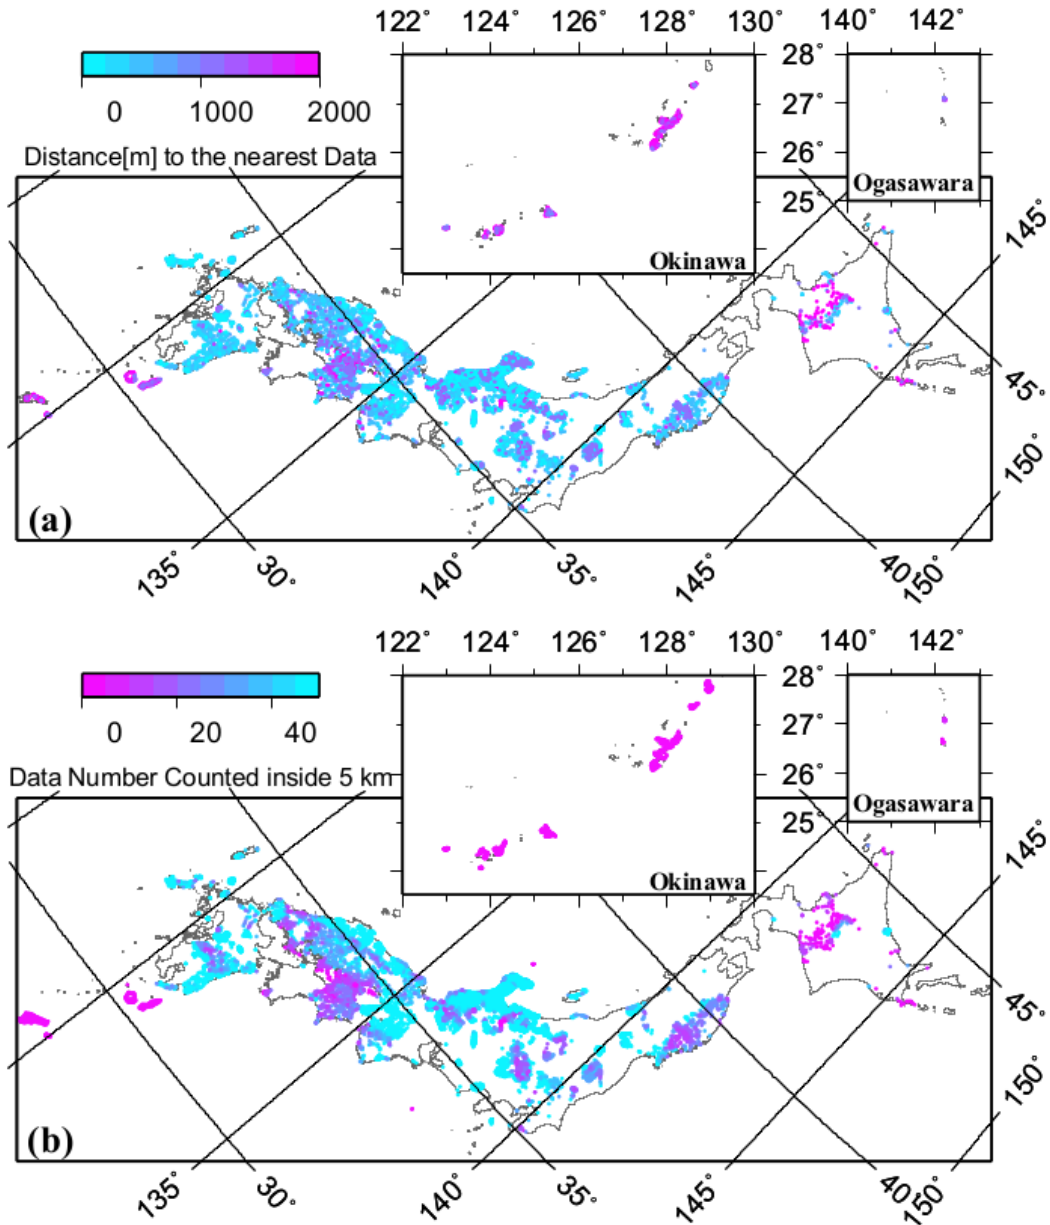 122° 124° 126° 128° 130° 140° 142°
28°
27°
26°
25°
0 1000 2000
Distance[m] to the nearest Data
Ogasawara
Okinawa
145°
45°
150°
(a)
135° 30° 140° 35° 145° 40° 150°
122° 124° 126° 128° 130° 140° 142°
28°
27°
26°
25°
0 20 40
Data Number Counted inside 5 km
Ogasawara
Okinawa
145°
45°
150°
(b)
135° 30° 140° 35° 145° 40° 150°